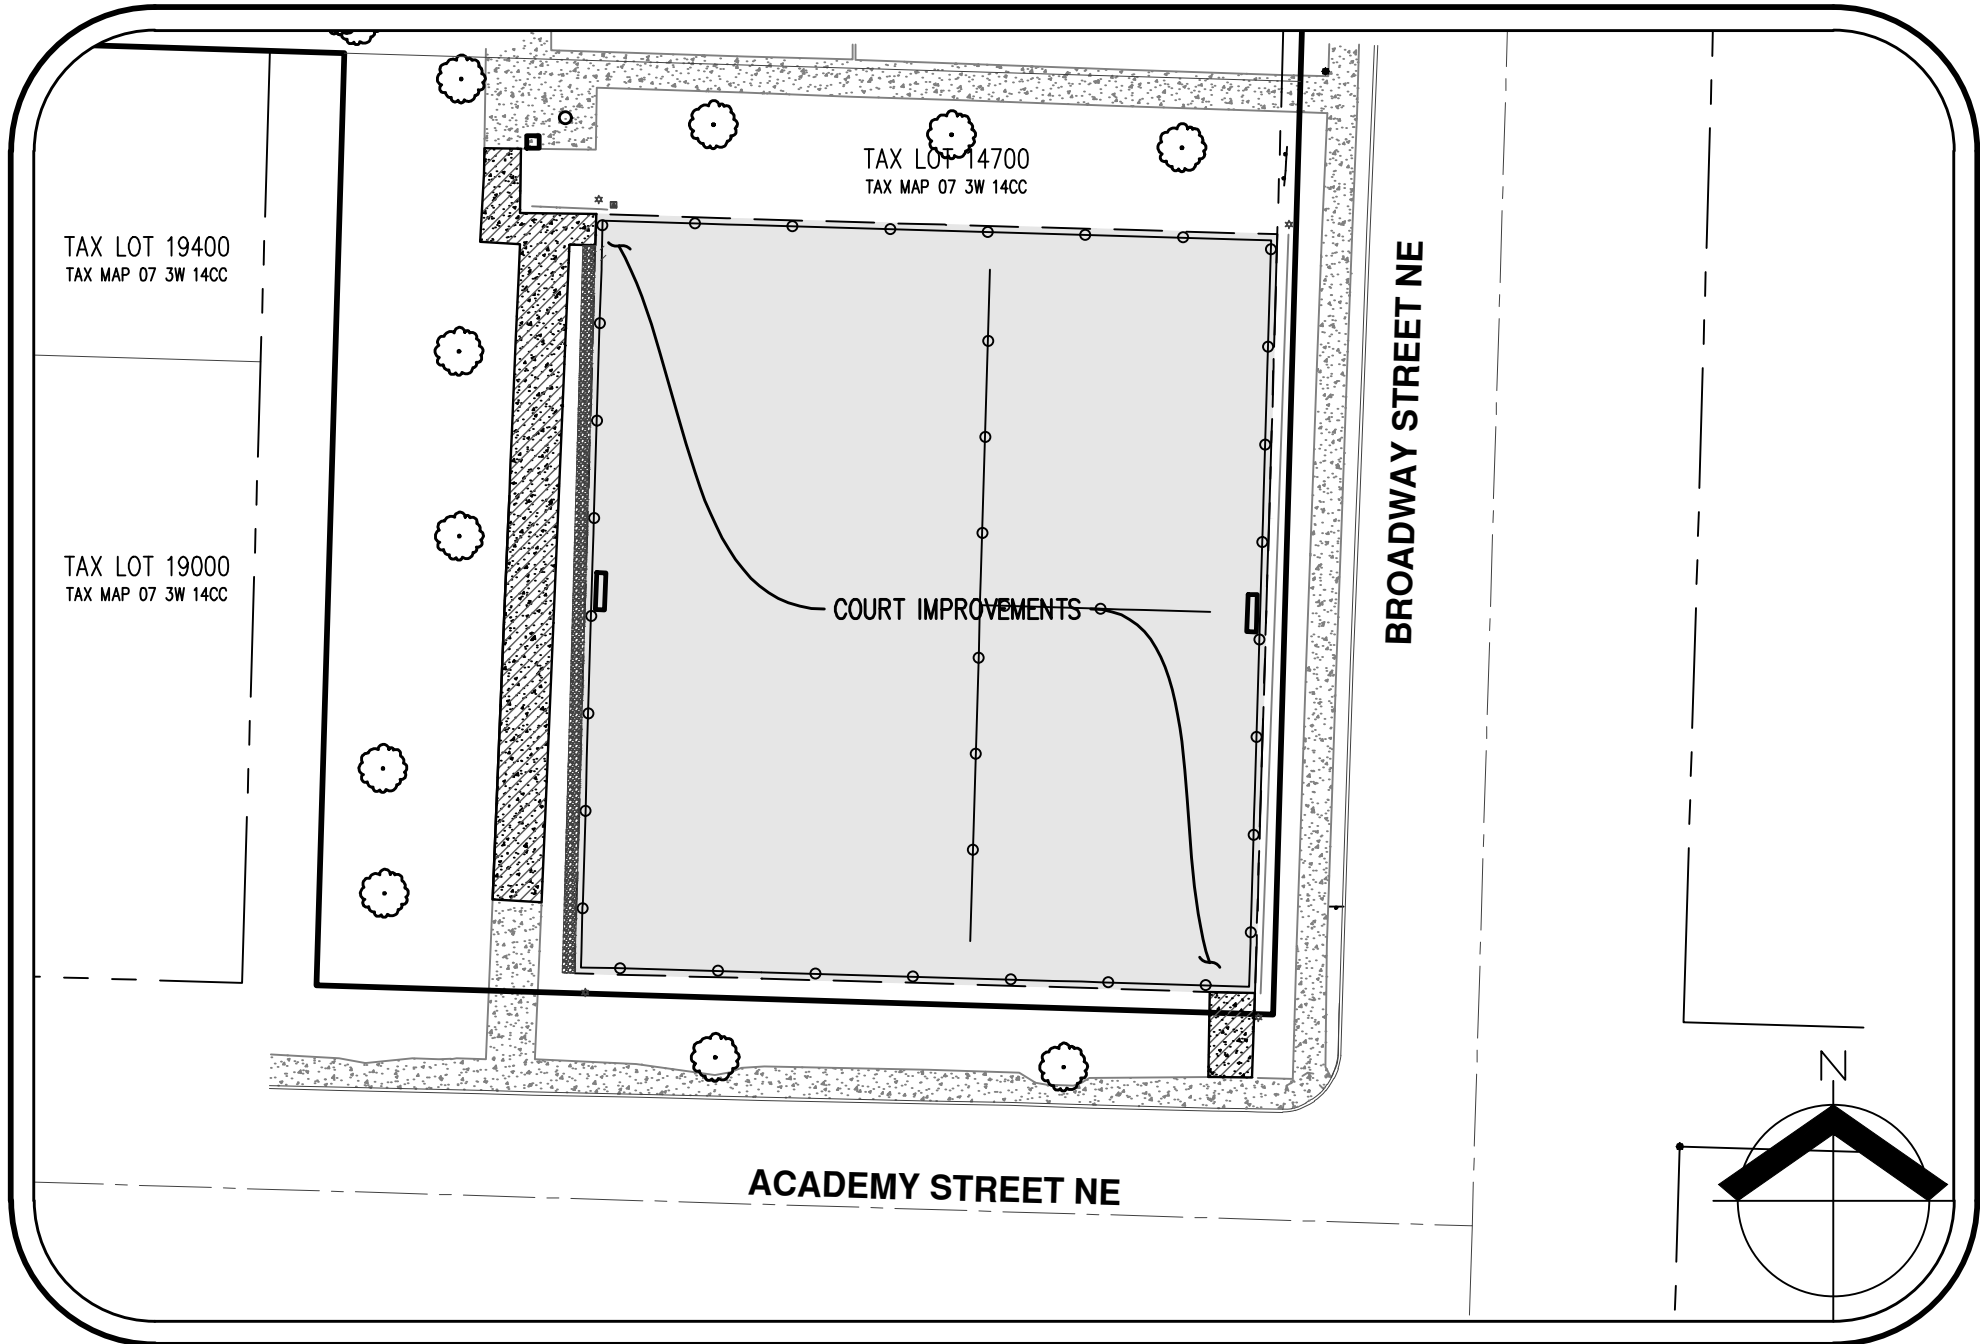 TAX LOT 14700
TAX MAP 07 3W 14CC
TAX LOT 19400
TAX MAP 07 3W 14CC
BROADWAY STREET NE
TAX LOT 19000
TAX MAP 07 3W 14CC
COURT IMPROVEMENTS
N
ACADEMY STREET NE